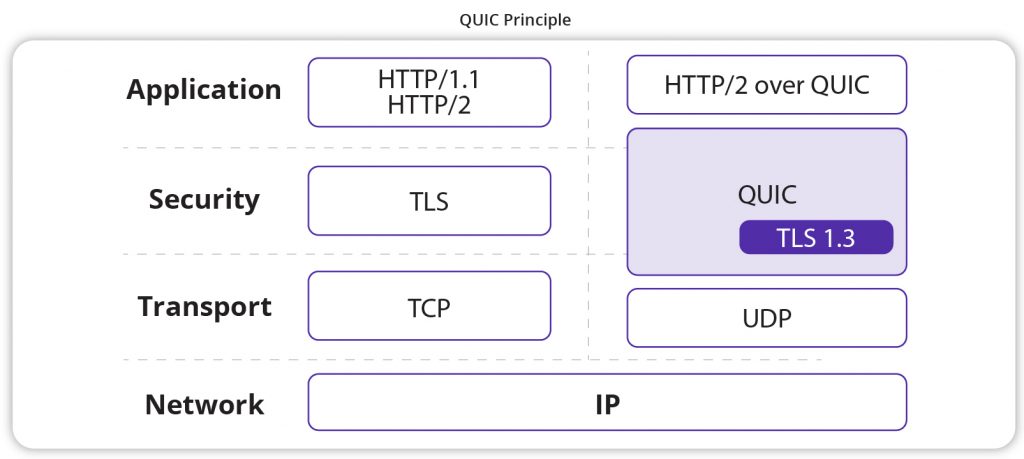 QUIC Principle
Application
HTTP/1.1
HTTP/2
HTTP/2 over QUIC
Security
TLS
QUIC
TLS 1.3
Transport
TCP
UDP
Network
IP